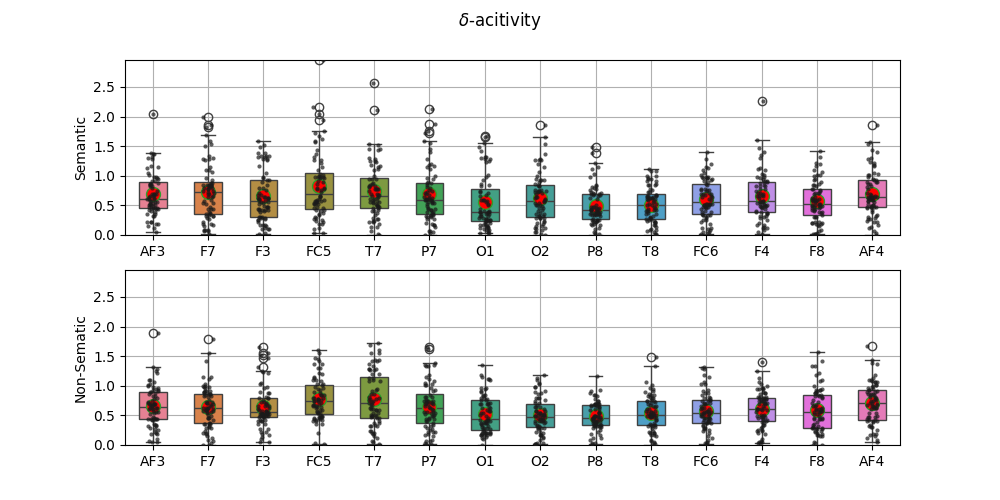 δ-acitivity
Semantic
2.5
2.0
1.5
1.0
0.5
0.0
AF3 F7 F3 FC5 T7 P7 O1 O2 P8 T8 FC6 F4 F8 AF4
Non-Sematic
2.5
2.0
1.5
1.0
0.5
0.0
AF3 F7 F3 FC5 T7 P7 O1 O2 P8 T8 FC6 F4 F8 AF4